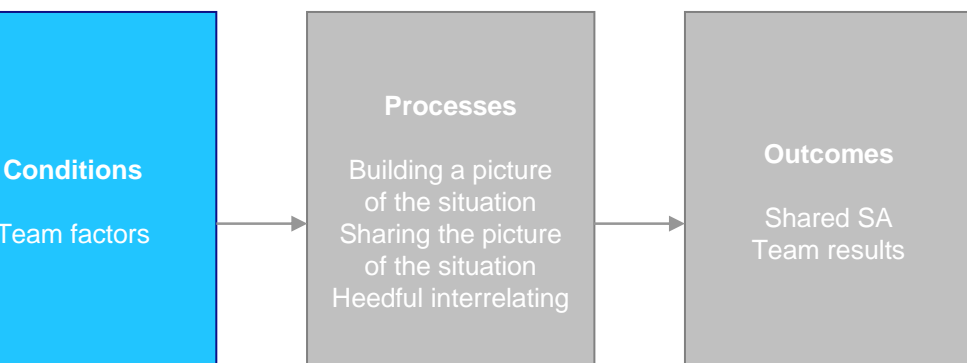 Conditions
Team factors
Processes
Building a picture
of the situation
Sharing the picture
of the situation
Heedful interrelating
Outcomes
Shared SA
Team results